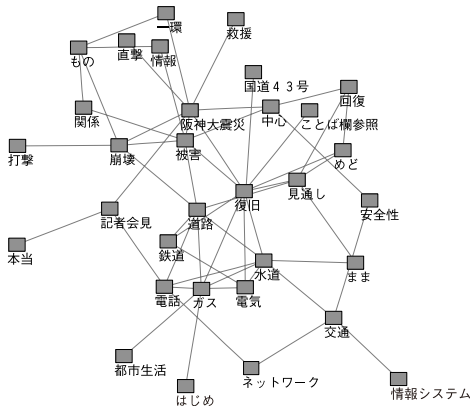 一環
救援
もの
直撃
情報
国道４３号
回復
関係
阪神大震災
中心
ことば欄参照
打撃
崩壊
被害
めど
復旧
見通し
安全性
記者会見
道路
本当
鉄道
水道
まま
電話
ガス
電気
交通
都市生活
はじめ
ネットワーク
情報システム